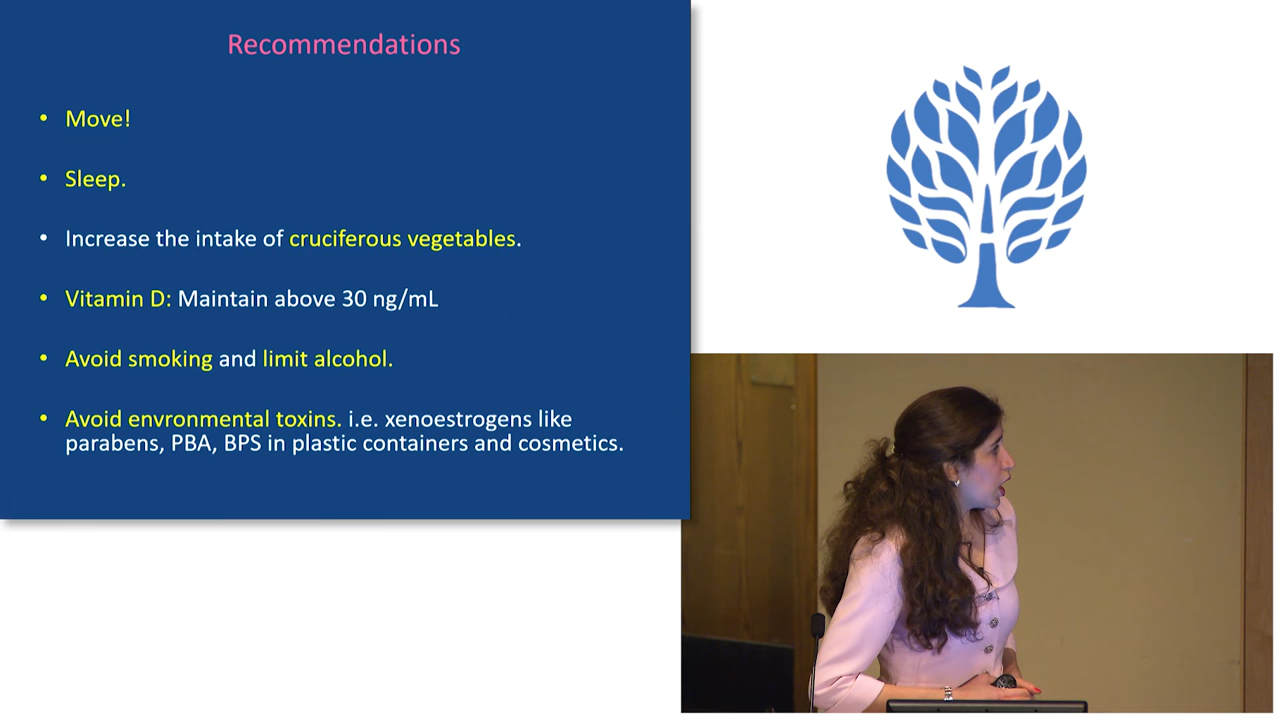 Recommendations
• Move!
• Sleep.
• Increase the intake of cruciferous vegetables.
• Vitamin D: Maintain above 30 ng/mL
• Avoid smoking and limit alcohol.
• Avoid envronmental toxins. i.e. xenoestrogens like
parabens, PBA, BPS in plastic containers and cosmetics.